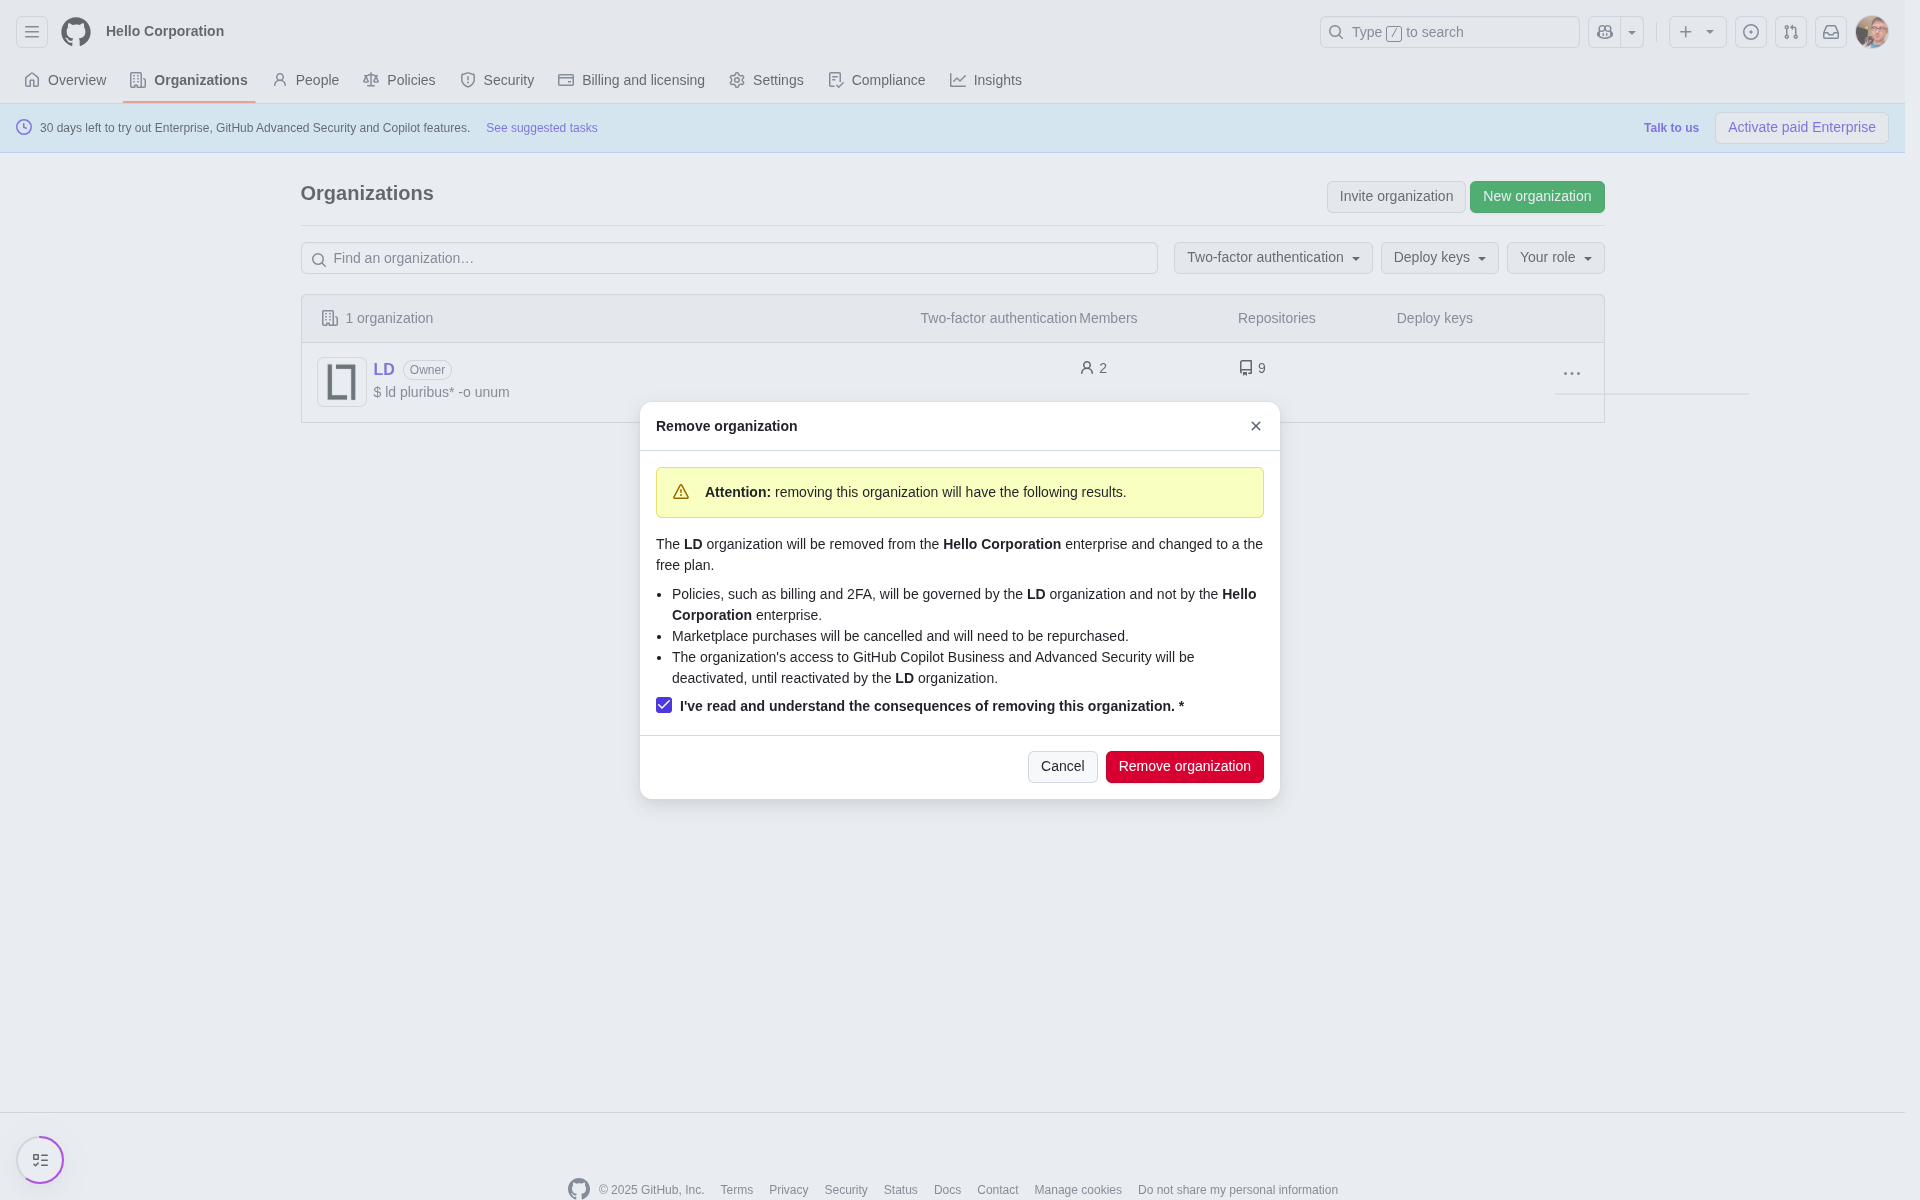 Hello Corporation
Type / to search
Overview
Organizations
People
Policies
Security
Billing and licensing
Settings
Compliance
Insights
30 days left to try out Enterprise, GitHub Advanced Security and Copilot features. See suggested tasks
Talk to us
Activate paid Enterprise
Organizations
Invite organization
New organization
Find an organization…
Two-factor authentication
Deploy keys
Your role
1 organization
Two-factor authentication
Members
Repositories
Deploy keys
LD Owner
2
9
$ ld pluribus* -o unum
Remove organization
Attention: removing this organization will have the following results.
The LD organization will be removed from the Hello Corporation enterprise and changed to a the
free plan.
Policies, such as billing and 2FA, will be governed by the LD organization and not by the Hello
Corporation enterprise.
Marketplace purchases will be cancelled and will need to be repurchased.
The organization's access to GitHub Copilot Business and Advanced Security will be
deactivated, until reactivated by the LD organization.
I've read and understand the consequences of removing this organization. *
Cancel
Remove organization
© 2025 GitHub, Inc.
Terms
Privacy
Security
Status
Docs
Contact
Manage cookies
Do not share my personal information